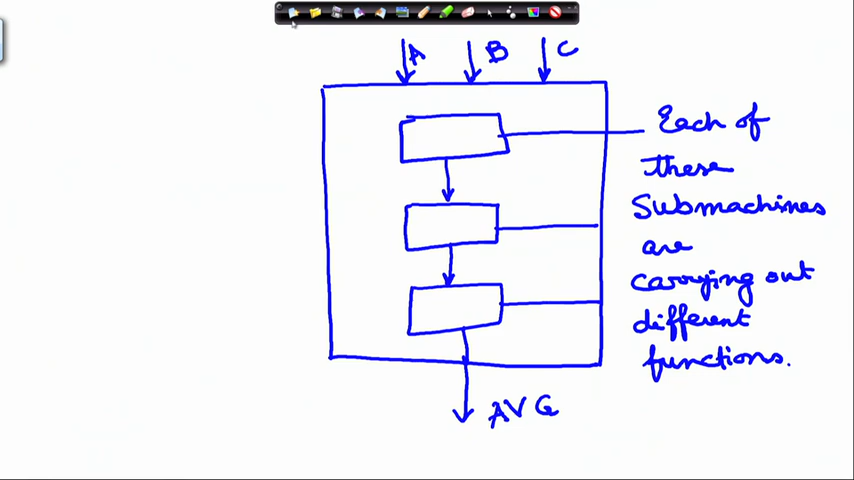 A B C
Each of
these
Submachines
are
carrying out
different
functions.
AVG